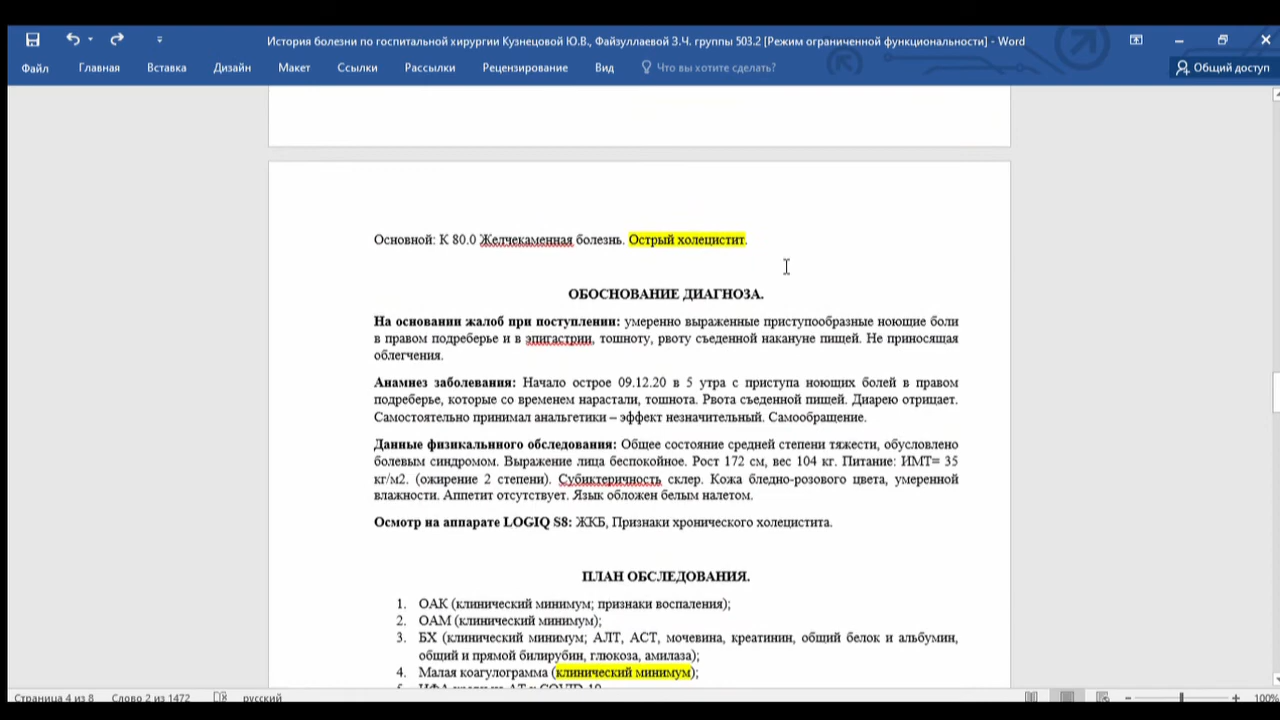 История болезни по госпитальной хирургии Кузнецовой Ю.В., Файзуллаевой З.Ч. группы 503.2 [Режим ограниченной функциональности] - Word
Файл Главная Вставка Дизайн Макет Ссылки Рассылки Рецензирование Вид Что вы хотите сделать? Общий доступ
Основной: К 80.0 Желчекаменная болезнь. Острый холецистит.
ОБОСНОВАНИЕ ДИАГНОЗА.
На основании жалоб при поступлении: умеренно выраженные приступообразные ноющие боли
в правом подреберье и в эпигастрии, тошноту, рвоту съеденной накануне пищей. Не приносящая
облегчения.
Анамнез заболевания: Начало острое 09.12.20 в 5 утра с приступа ноющих болей в правом
подреберье, которые со временем нарастали, тошнота. Рвота съеденной пищей. Диарею отрицает.
Самостоятельно принимал анальгетики – эффект незначительный. Самообращение.
Данные физикальнного обследования: Общее состояние средней степени тяжести, обусловлено
болевым синдромом. Выражение лица беспокойное. Рост 172 см, вес 104 кг. Питание: ИМТ= 35
кг/м2. (ожирение 2 степени). Субиктеричность склер. Кожа бледно-розового цвета, умеренной
влажности. Аппетит отсутствует. Язык обложен белым налетом.
Осмотр на аппарате LOGIQ S8: ЖКБ, Признаки хронического холецистита.
ПЛАН ОБСЛЕДОВАНИЯ.
1. ОАК (клинический минимум; признаки воспаления);
2. ОАМ (клинический минимум);
3. БХ (клинический минимум; АЛТ, АСТ, мочевина, креатинин, общий белок и альбумин,
общий и прямой билирубин, глюкоза, амилаза);
4. Малая коагулограмма (клинический минимум);
Страница 4 из 8 Слово 2 из 1472 русский 100%